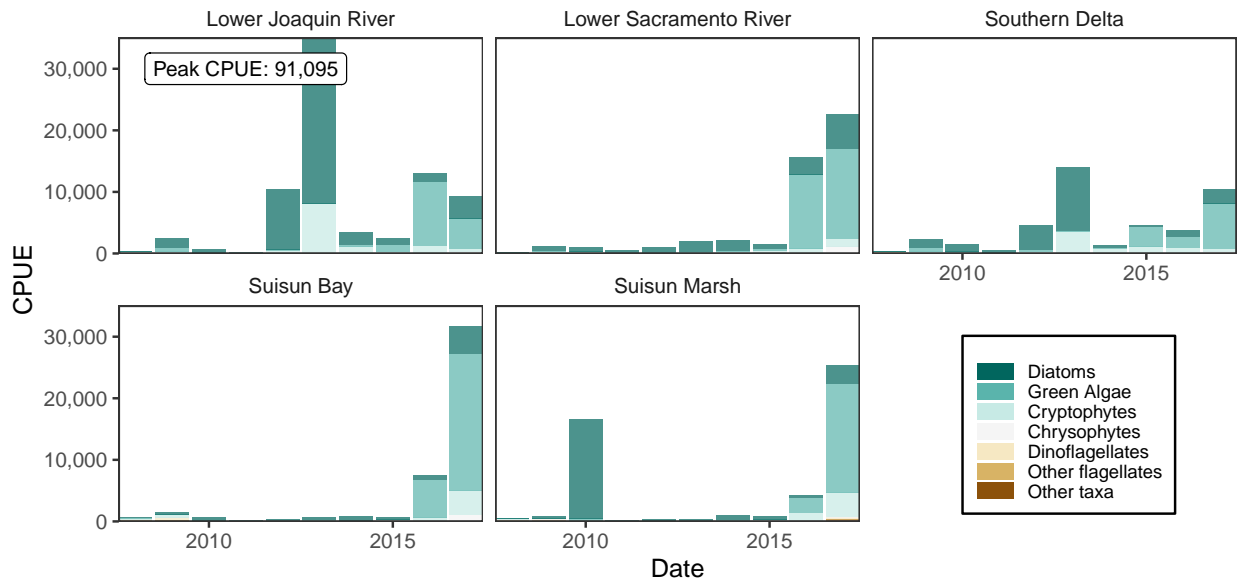 Lower Joaquin River
Lower Sacramento River
Southern Delta
Peak CPUE: 91,095
30,000
20,000
10,000
0
2010
2015
Suisun Bay
Suisun Marsh
30,000
20,000
10,000
0
2010
2015
2010
2015
CPUE
Date
Diatoms
Green Algae
Cryptophytes
Chrysophytes
Dinoflagellates
Other flagellates
Other taxa